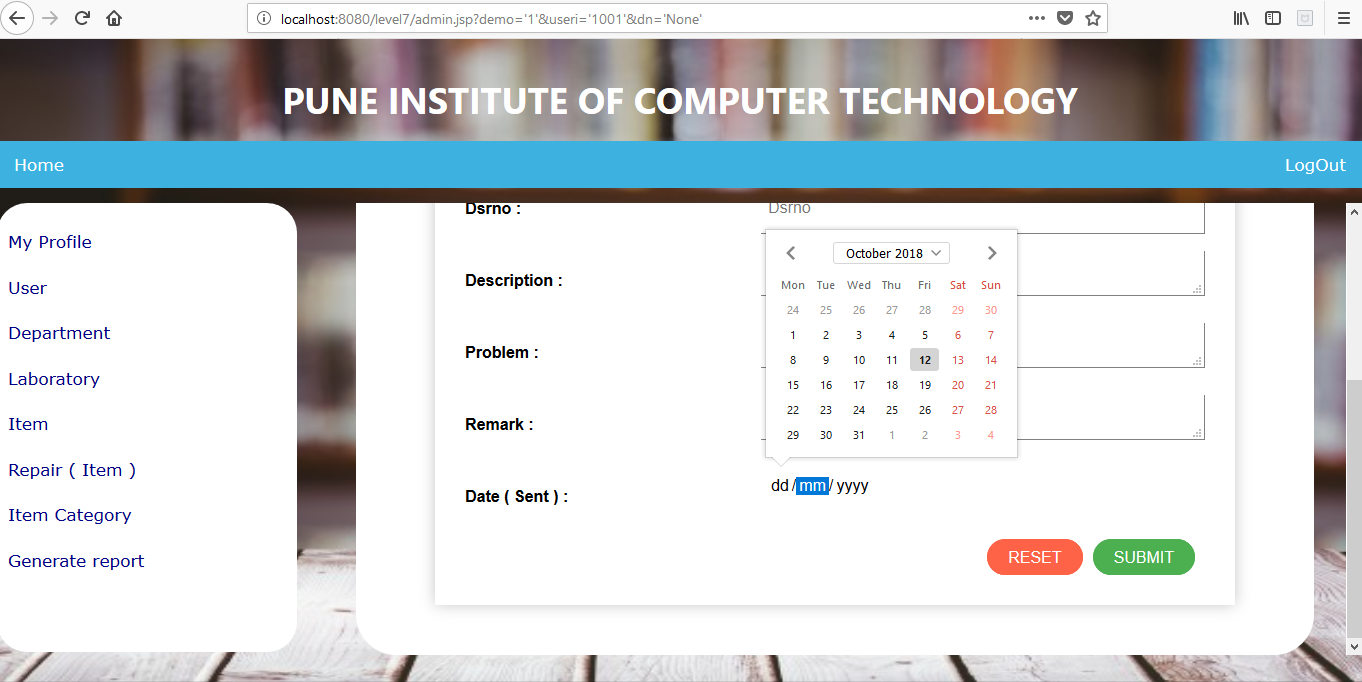 localhost:8080/level7/admin.jsp?demo='1'&useri='1001'&dn='None'
PUNE INSTITUTE OF COMPUTER TECHNOLOGY
Home LogOut
My Profile
User
Department
Laboratory
Item
Repair ( Item )
Item Category
Generate report
Dsrno : Dsrno
Description :
Problem :
Remark :
Date ( Sent ) : dd / mm / yyyy
October 2018
Mon Tue Wed Thu Fri Sat Sun
24 25 26 27 28 29 30
1 2 3 4 5 6 7
8 9 10 11 12 13 14
15 16 17 18 19 20 21
22 23 24 25 26 27 28
29 30 31 1 2 3 4
RESET SUBMIT